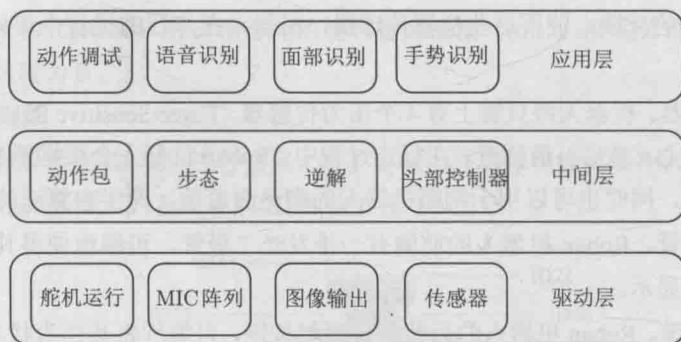 动作调试 语音识别 面部识别 手势识别 应用层
动作包 步态 逆解 头部控制器 中间层
舵机运行 MIC阵列 图像输出 传感器 驱动层